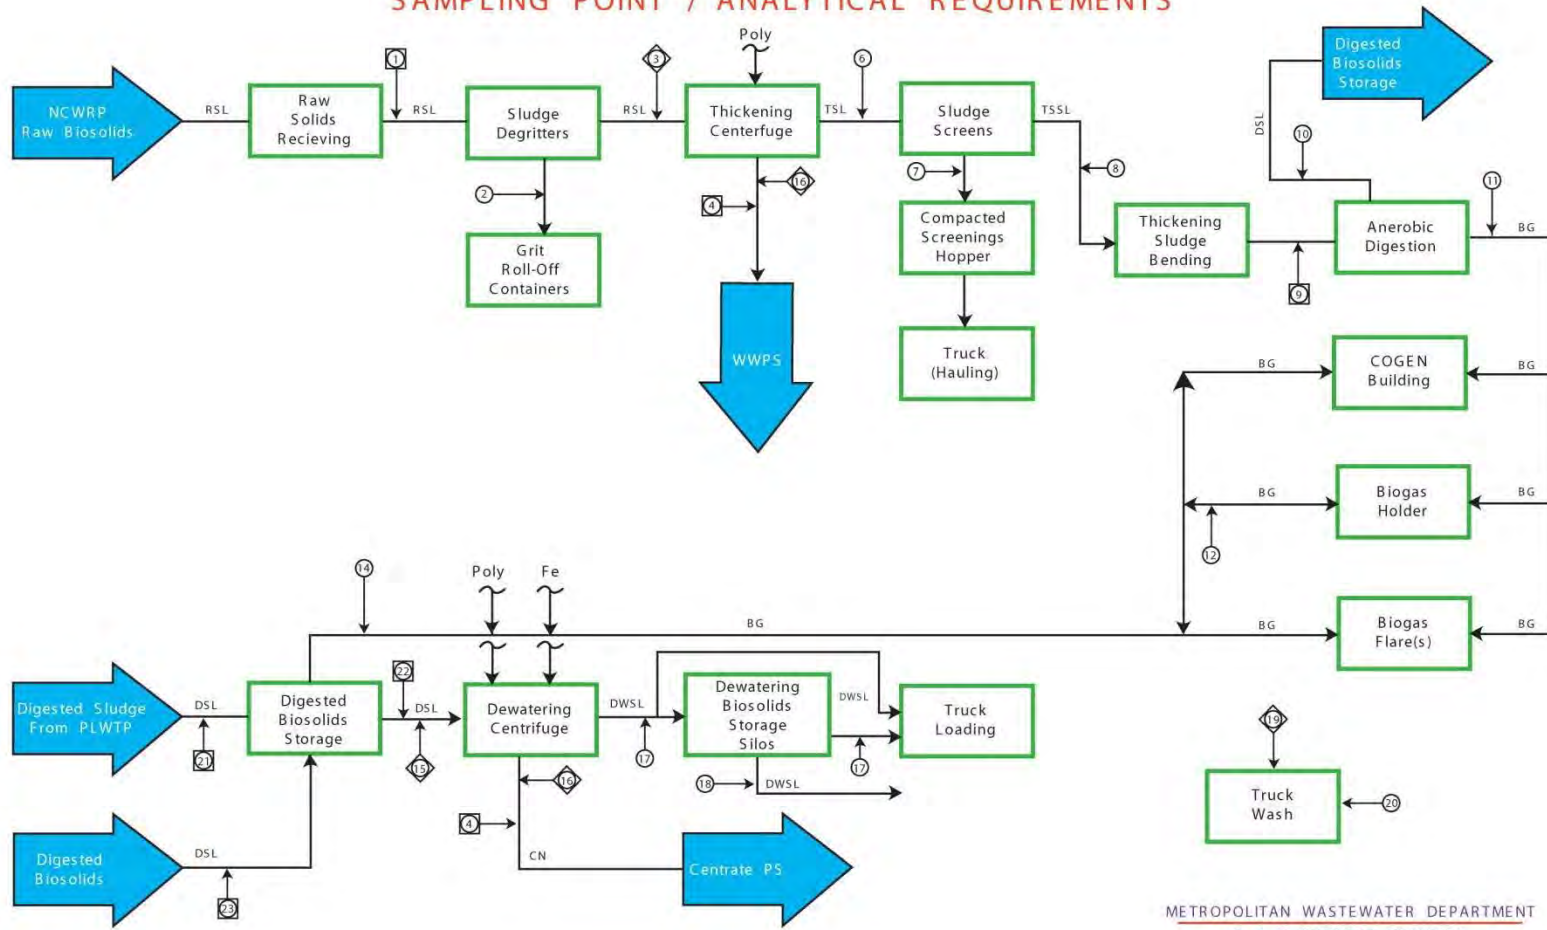 SAMPLING POINT / ANALYTICAL REQUIREMENTS
NCWRP
Raw Biosolids
RSL
Raw
Solids
Recieving
1
RSL
Sludge
Degritters
2
Grit
Roll-Off
Containers
RSL
3
Poly
Thickening
Centerfuge
16
4
WWPS
TSL
6
Sludge
Screens
7
Compacted
Screenings
Hopper
Truck
(Hauling)
TSSL
8
Thickening
Sludge
Bending
9
Digested
Biosolids
Storage
DSL
10
Anerobic
Digestion
11
BG
BG
COGEN
Building
BG
BG
Biogas
Holder
BG
12
BG
Biogas
Flare(s)
BG
14
Poly
Fe
BG
Digested Sludge
From PLWTP
DSL
21
Digested
Biosolids
Storage
22
DSL
15
Dewatering
Centrifuge
DWSL
17
Dewatering
Biosolids
Storage
Silos
DWSL
17
Truck
Loading
18
DWSL
16
4
CN
Centrate PS
Digested
Biosolids
DSL
23
19
Truck
Wash
20
METROPOLITAN WASTEWATER DEPARTMENT